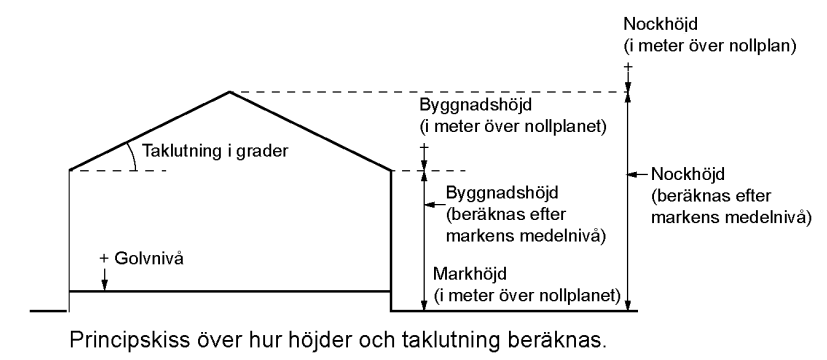 Nockhöjd
(i meter över nollplan)
+
Byggnadshöjd
(i meter över nollplanet)
+
Taklutning i grader
Byggnadshöjd
(beräknas efter
markens medelnivå)
Nockhöjd
(beräknas efter
markens medelnivå)
+ Golvnivå
Markhöjd
(i meter över nollplanet)
Principskiss över hur höjder och taklutning beräknas.